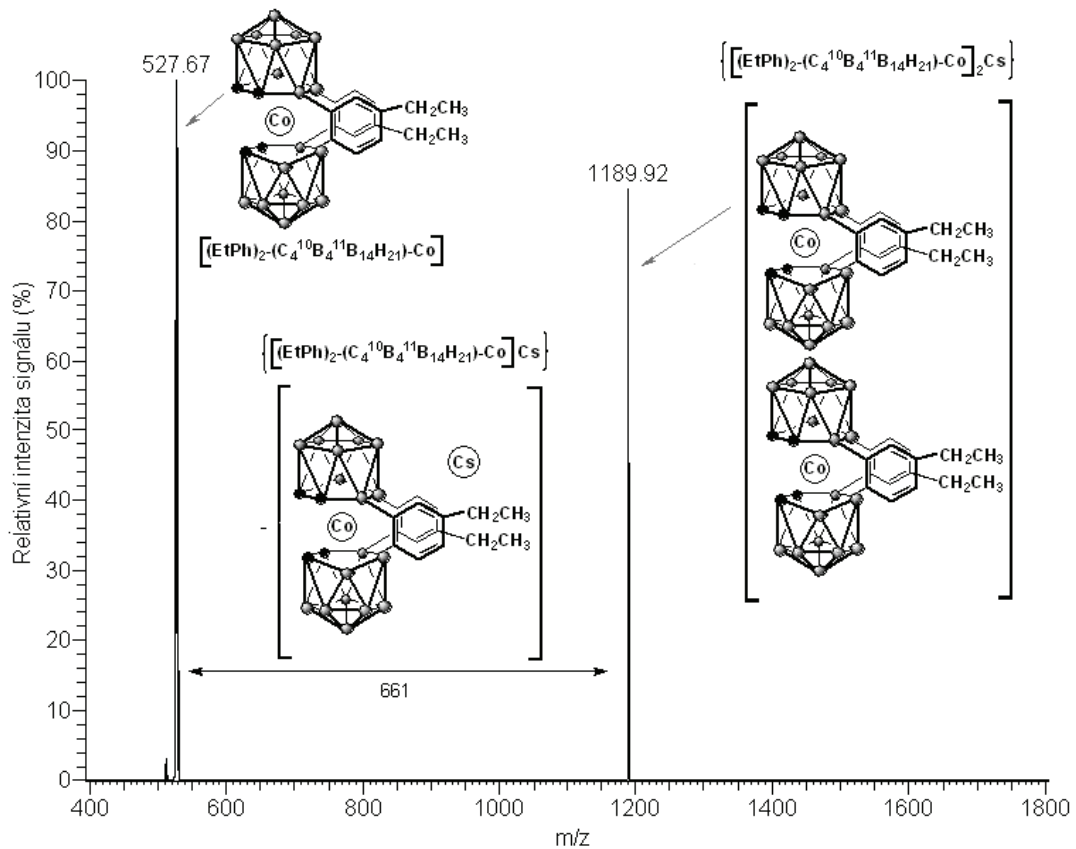 527.67
Co
CH₂CH₃
CH₂CH₃
[(EtPh)₂-(C₄¹⁰B₄¹¹B₁₄H₂₁)-Co]
{[(EtPh)₂-(C₄¹⁰B₄¹¹B₁₄H₂₁)-Co]₂Cs}
1189.92
Co
CH₂CH₃
CH₂CH₃
Co
CH₂CH₃
CH₂CH₃
{[(EtPh)₂-(C₄¹⁰B₄¹¹B₁₄H₂₁)-Co]Cs}
Cs
-
Co
CH₂CH₃
CH₂CH₃
661
Relativní intenzita signálu (%)
100
90
80
70
60
50
40
30
20
10
0
400 600 800 1000 1200 1400 1600 1800
m/z